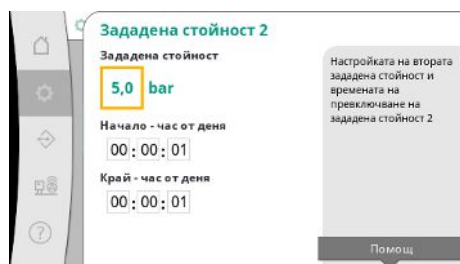 Зададена стойност 2
Зададена стойност
5,0 bar
Начало - час от деня
00 : 00 : 01
Край - час от деня
00 : 00 : 01
Настройката на втората
зададена стойност и
времената на
превключване на
зададена стойност 2
Помощ